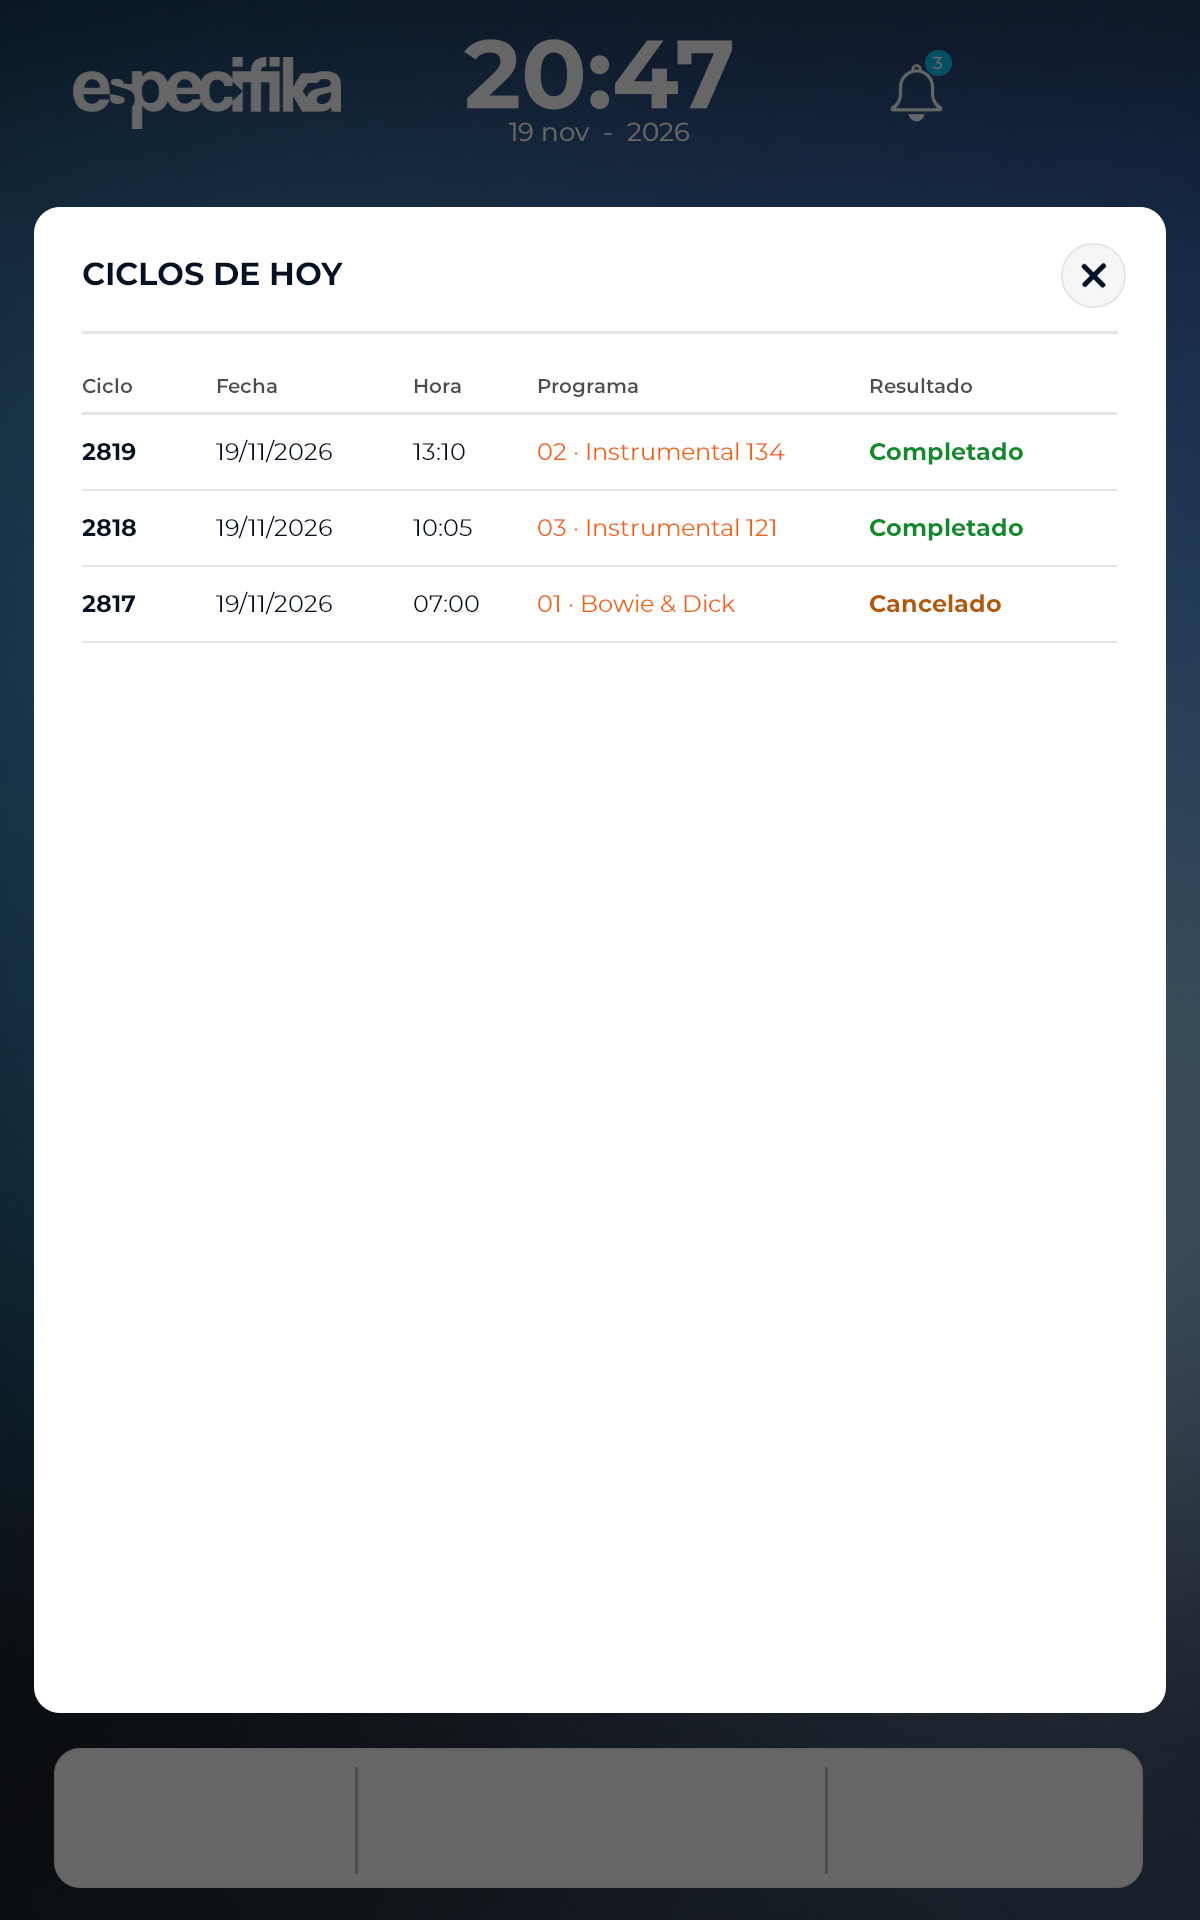 especifika
20:47
19 nov - 2026
3
CICLOS DE HOY
Ciclo Fecha Hora Programa Resultado
2819 19/11/2026 13:10 02 · Instrumental 134 Completado
2818 19/11/2026 10:05 03 · Instrumental 121 Completado
2817 19/11/2026 07:00 01 · Bowie & Dick Cancelado